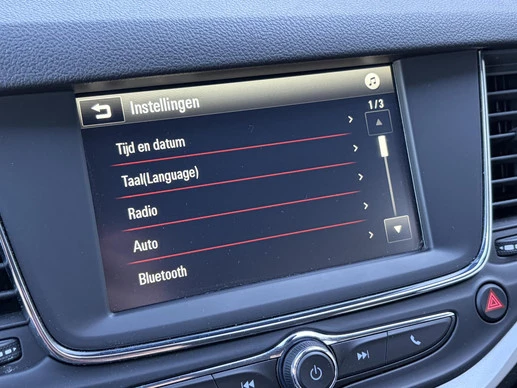 Instellingen
1/3
Tijd en datum
Taal(Language)
Radio
Auto
Bluetooth